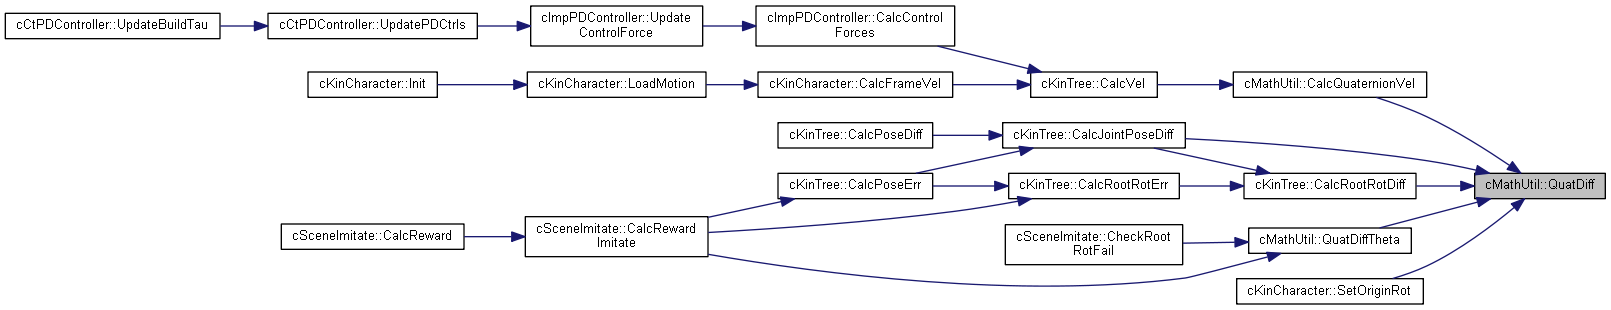 cCtPDController::UpdateBuildTau
cCtPDController::UpdatePDCtrls
cImpPDController::Update
ControlForce
cImpPDController::CalcControl
Forces
cKinCharacter::Init
cKinCharacter::LoadMotion
cKinCharacter::CalcFrameVel
cKinTree::CalcVel
cMathUtil::CalcQuaternionVel
cKinTree::CalcPoseDiff
cKinTree::CalcJointPoseDiff
cKinTree::CalcPoseErr
cKinTree::CalcRootRotErr
cKinTree::CalcRootRotDiff
cMathUtil::QuatDiff
cSceneImitate::CalcReward
cSceneImitate::CalcReward
Imitate
cSceneImitate::CheckRoot
RotFail
cMathUtil::QuatDiffTheta
cKinCharacter::SetOriginRot